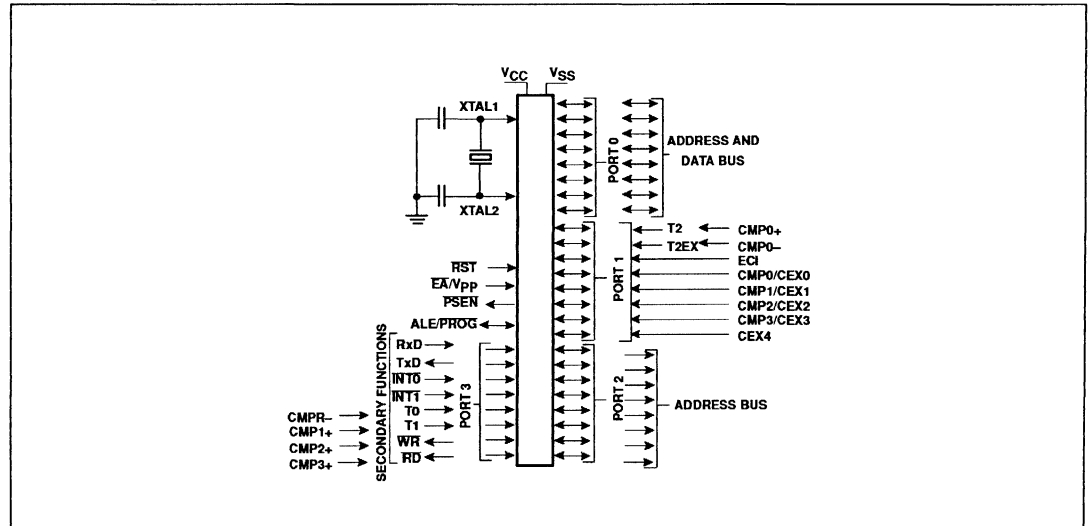 VCC VSS
XTAL1
XTAL2
PORT 0
ADDRESS AND
DATA BUS
RST
EA/VPP
PSEN
ALE/PROG
PORT 1
T2 CMP0+
T2EX CMP0–
ECI
CMP0/CEX0
CMP1/CEX1
CMP2/CEX2
CMP3/CEX3
CEX4
SECONDARY FUNCTIONS
RxD
TxD
INT0
INT1
T0
T1
WR
RD
CMPR–
CMP1+
CMP2+
CMP3+
PORT 3
PORT 2
ADDRESS BUS